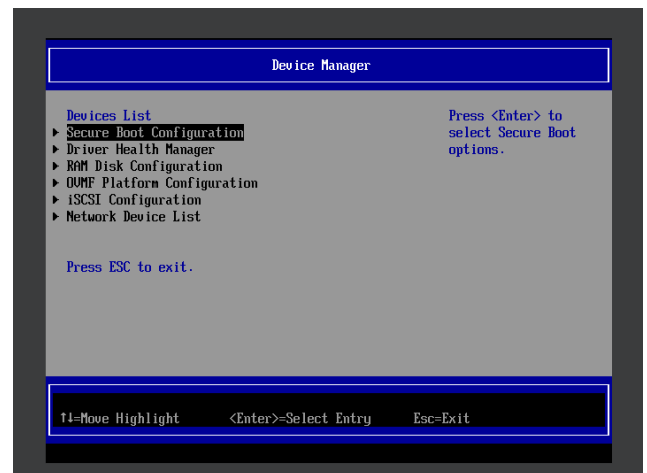 Device Manager
Devices List
▶ Secure Boot Configuration
▶ Driver Health Manager
▶ RAM Disk Configuration
▶ OVMF Platform Configuration
▶ iSCSI Configuration
▶ Network Device List
Press ESC to exit.
Press <Enter> to
select Secure Boot
options.
↑↓=Move Highlight <Enter>=Select Entry Esc=Exit